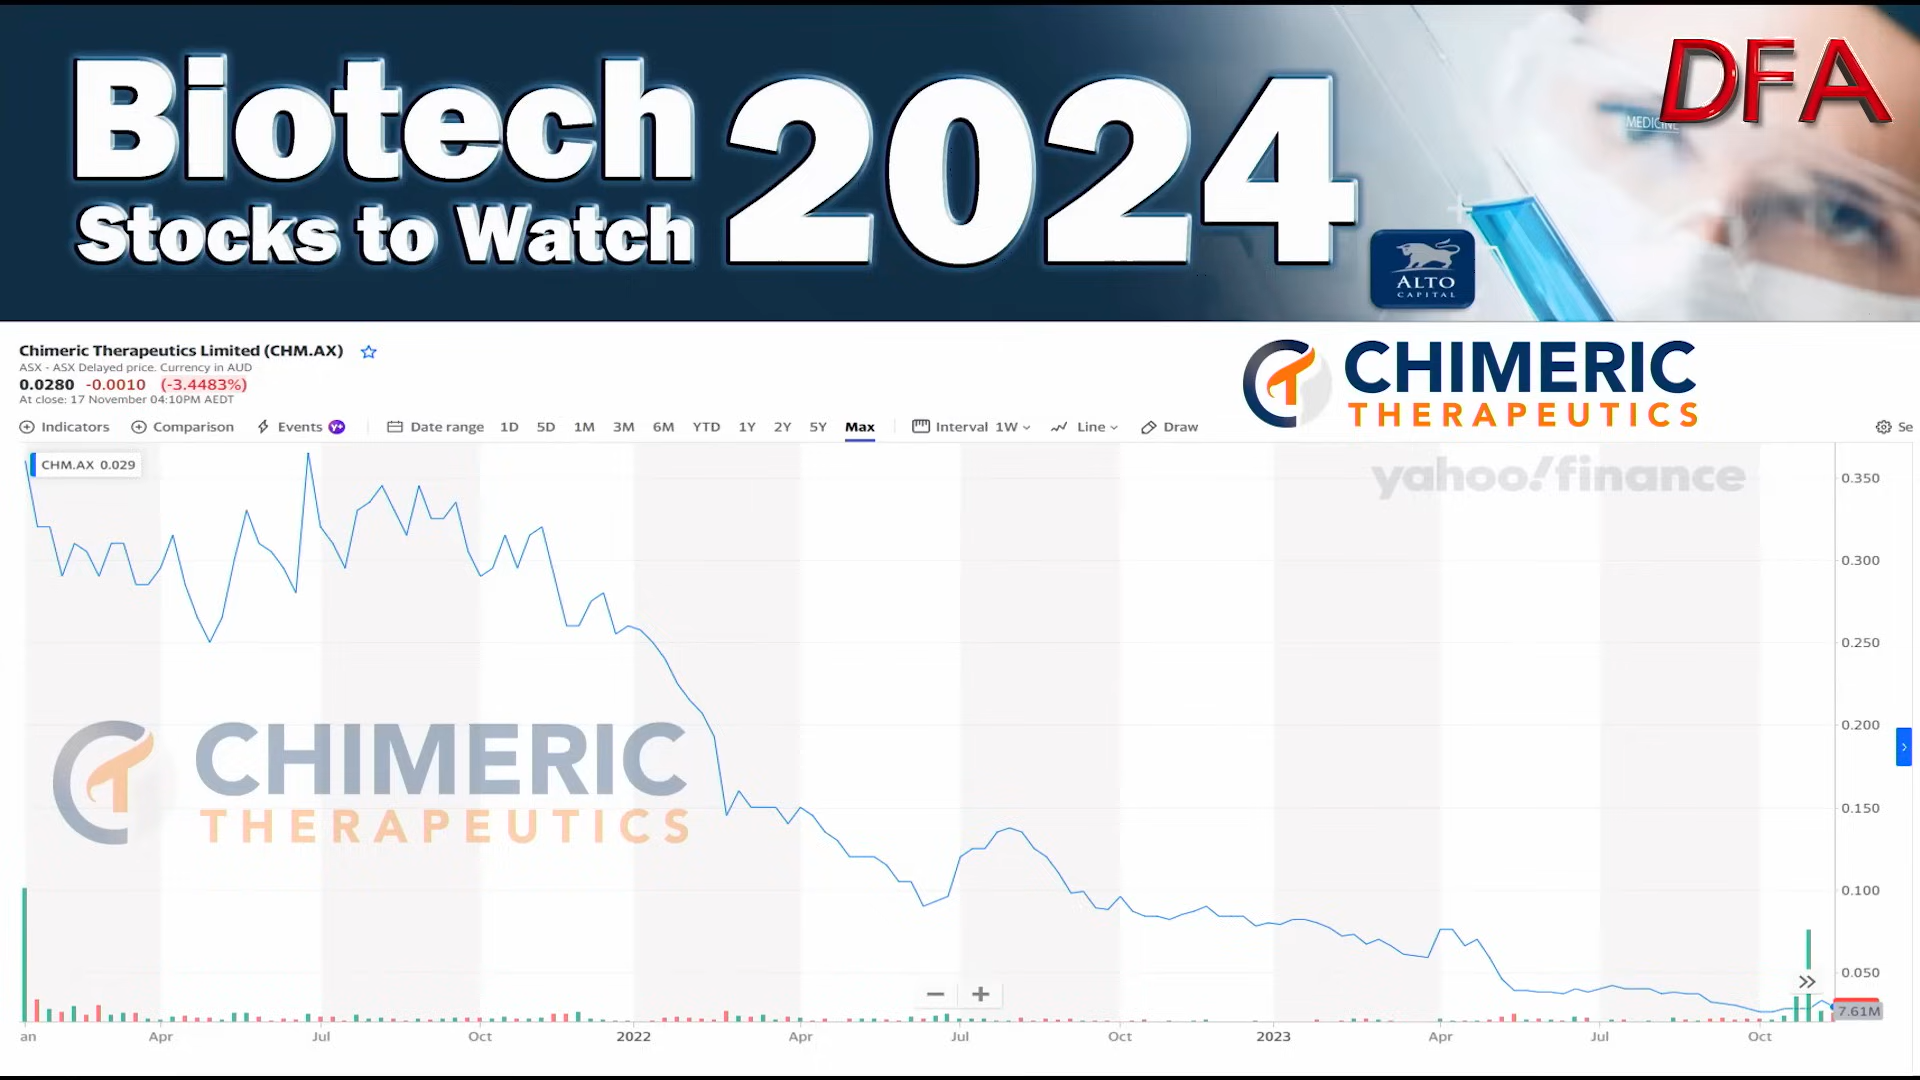 Biotech
Stocks to Watch
2024
DFA
MEDICINE
ALTO
CAPITAL
Chimeric Therapeutics Limited (CHM.AX)
ASX - ASX Delayed price. Currency in AUD
0.0280 -0.0010 (-3.4483%)
At close: 17 November 04:10PM AEDT
CHIMERIC
THERAPEUTICS
Indicators Comparison Events Y+ Date range 1D 5D 1M 3M 6M YTD 1Y 2Y 5Y Max Interval 1W Line Draw Se
CHM.AX 0.029
yahoo!finance
0.350
0.300
0.250
0.200
CHIMERIC
THERAPEUTICS
0.150
0.100
0.050
7.61M
an Apr Jul Oct 2022 Apr Jul Oct 2023 Apr Jul Oct